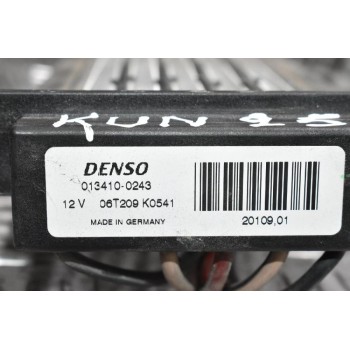 KUN 25
DENSO
013410-0243
12 V 06T209 K0541
MADE IN GERMANY
20109,01